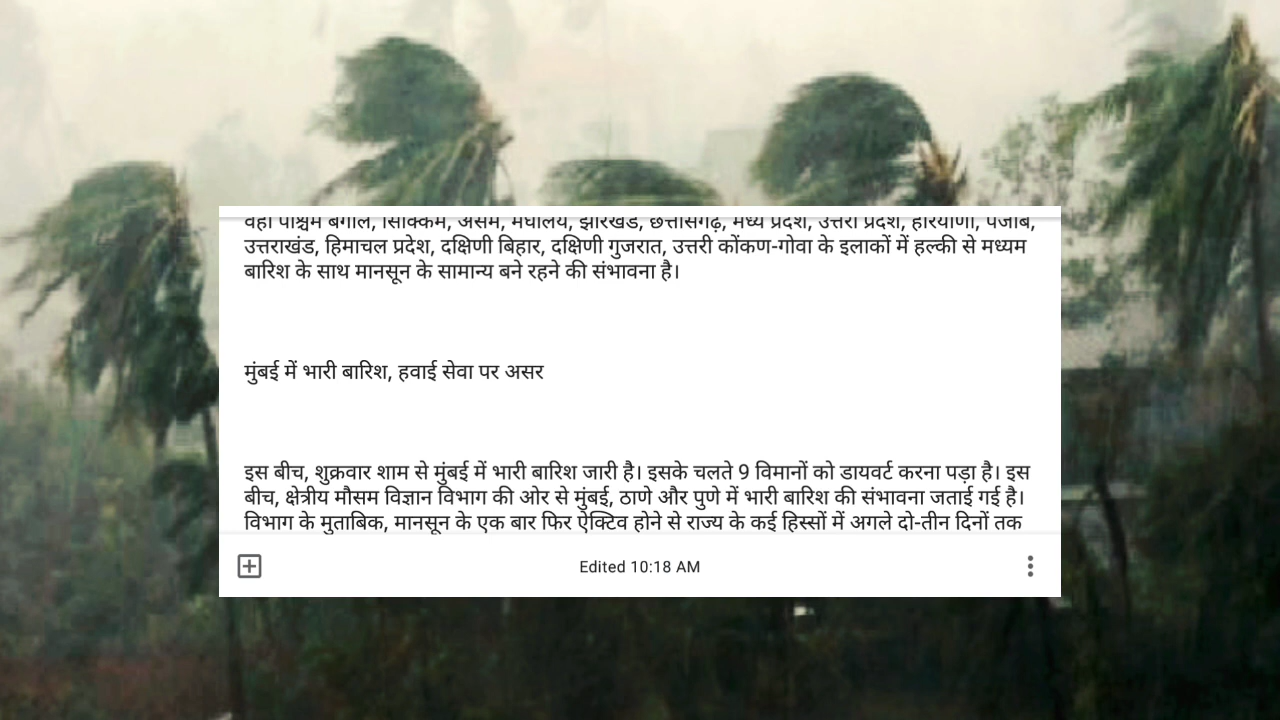 वहीं पश्चिम बंगाल, सिक्किम, असम, मेघालय, झारखंड, छत्तीसगढ़, मध्य प्रदेश, उत्तरी प्रदेश, हरियाणा, पंजाब,
उत्तराखंड, हिमाचल प्रदेश, दक्षिणी बिहार, दक्षिणी गुजरात, उत्तरी कोंकण-गोवा के इलाकों में हल्की से मध्यम
बारिश के साथ मानसून के सामान्य बने रहने की संभावना है।
मुंबई में भारी बारिश, हवाई सेवा पर असर
इस बीच, शुक्रवार शाम से मुंबई में भारी बारिश जारी है। इसके चलते 9 विमानों को डायवर्ट करना पड़ा है। इस
बीच, क्षेत्रीय मौसम विज्ञान विभाग की ओर से मुंबई, ठाणे और पुणे में भारी बारिश की संभावना जताई गई है।
विभाग के मुताबिक, मानसून के एक बार फिर ऐक्टिव होने से राज्य के कई हिस्सों में अगले दो-तीन दिनों तक
Edited 10:18 AM